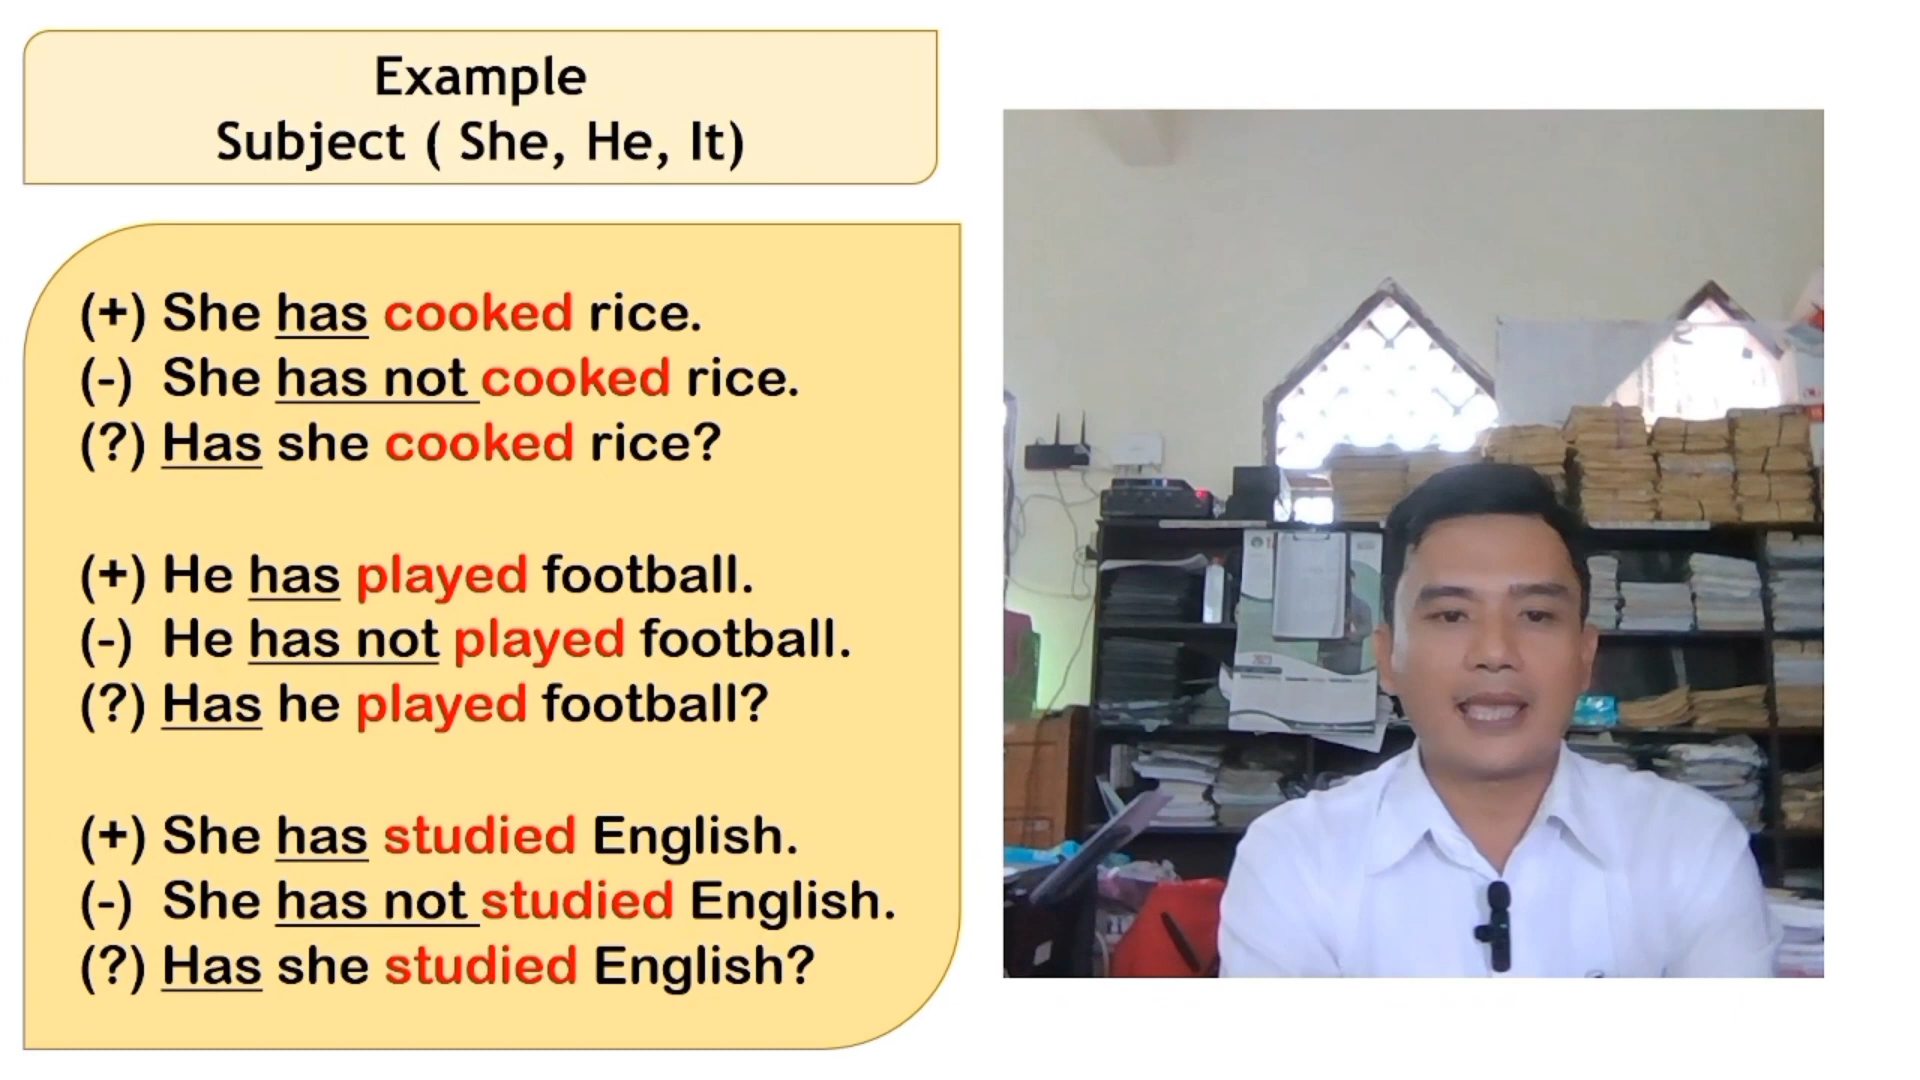 Example
Subject ( She, He, It)
(+) She has cooked rice.
(-) She has not cooked rice.
(?) Has she cooked rice?
(+) He has played football.
(-) He has not played football.
(?) Has he played football?
(+) She has studied English.
(-) She has not studied English.
(?) Has she studied English?